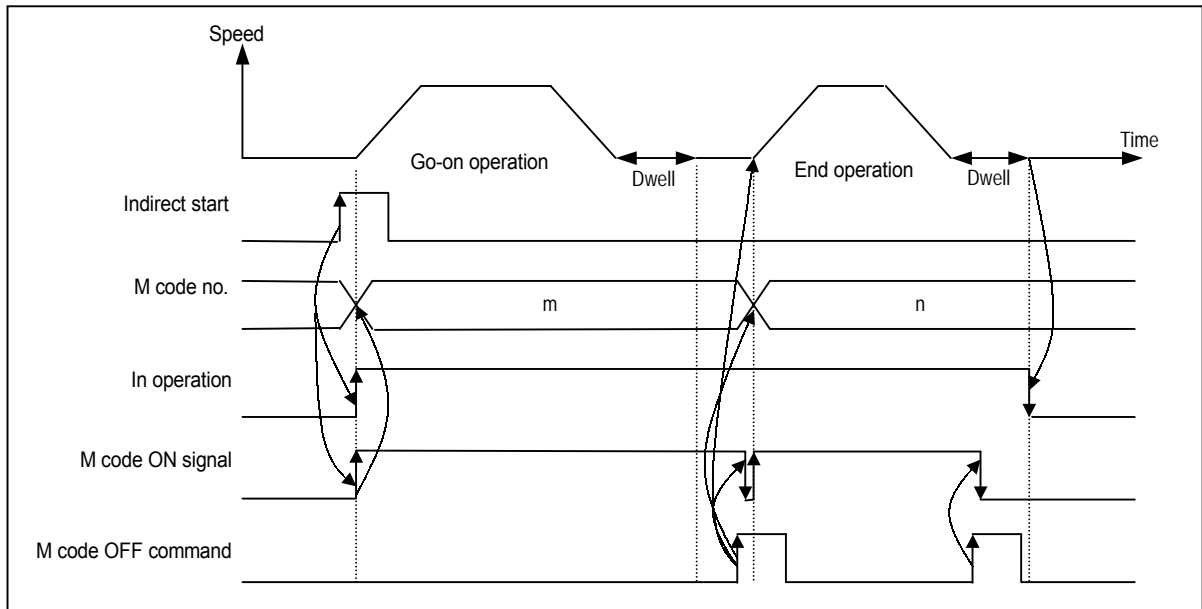 Speed
Time
Go-on operation
Dwell
End operation
Dwell
Indirect start
M code no.
m
n
In operation
M code ON signal
M code OFF command